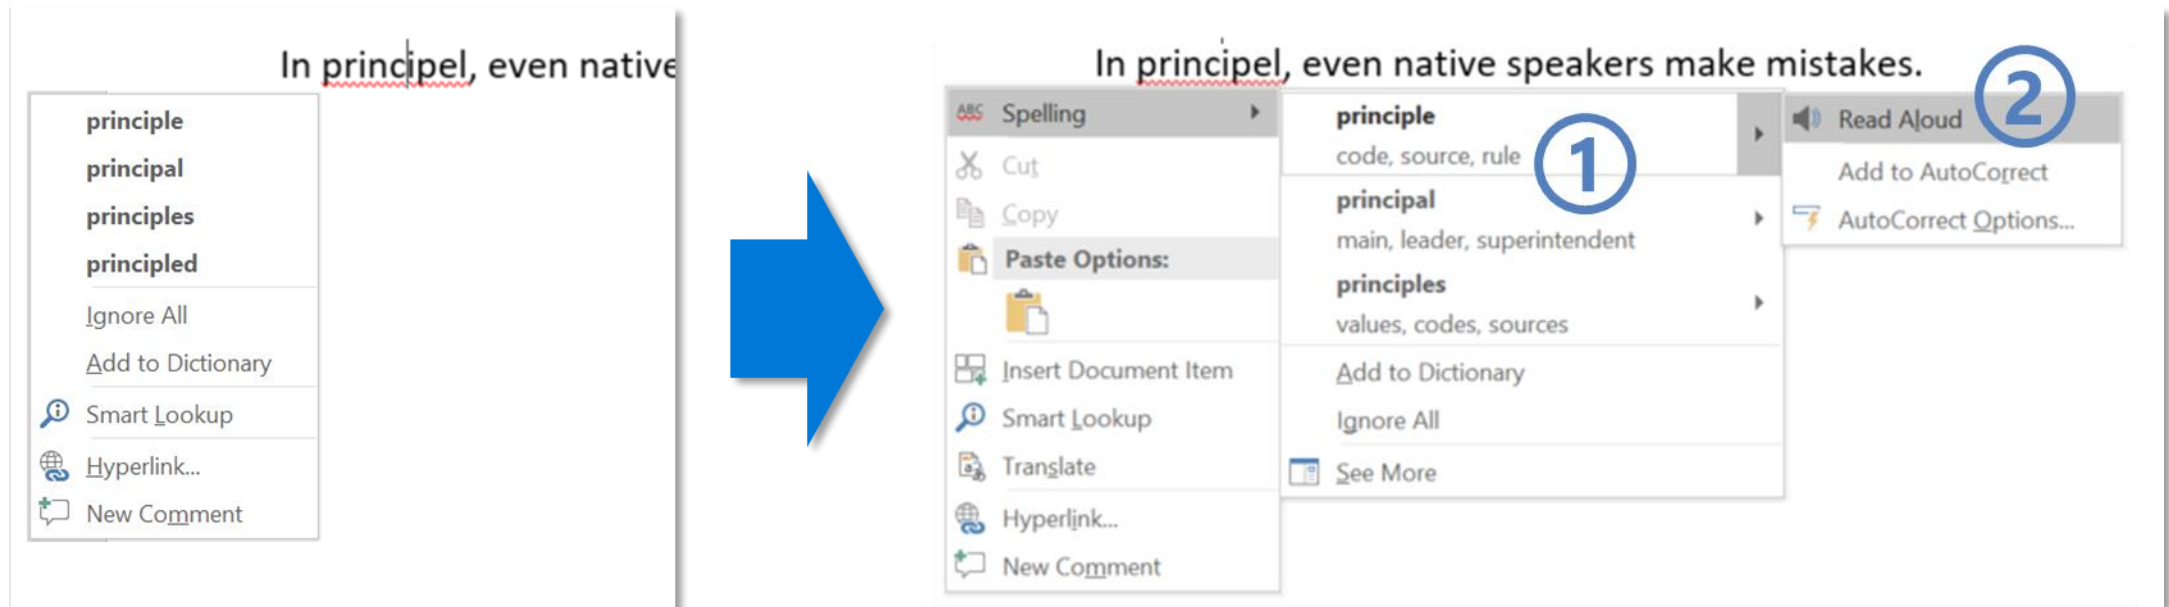 In principel, even native
principle
principal
principles
principled
Ignore All
Add to Dictionary
Smart Lookup
Hyperlink...
New Comment
In principel, even native speakers make mistakes.
ABC Spelling
Cut
Copy
Paste Options:
Insert Document Item
Smart Lookup
Translate
Hyperlink...
New Comment
principle
code, source, rule
1
principal
main, leader, superintendent
principles
values, codes, sources
Add to Dictionary
Ignore All
See More
Read Aloud
2
Add to AutoCorrect
AutoCorrect Options...